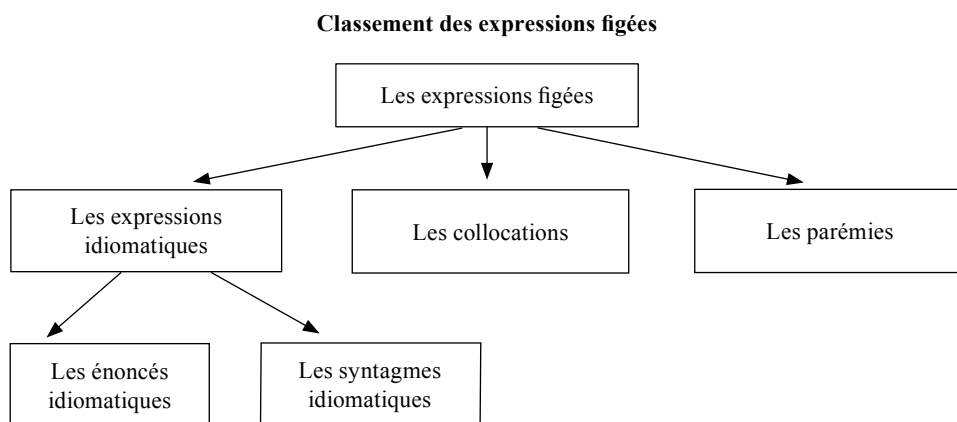 Classement des expressions figées
Les expressions figées
Les expressions
idiomatiques
Les collocations
Les parémies
Les énoncés
idiomatiques
Les syntagmes
idiomatiques